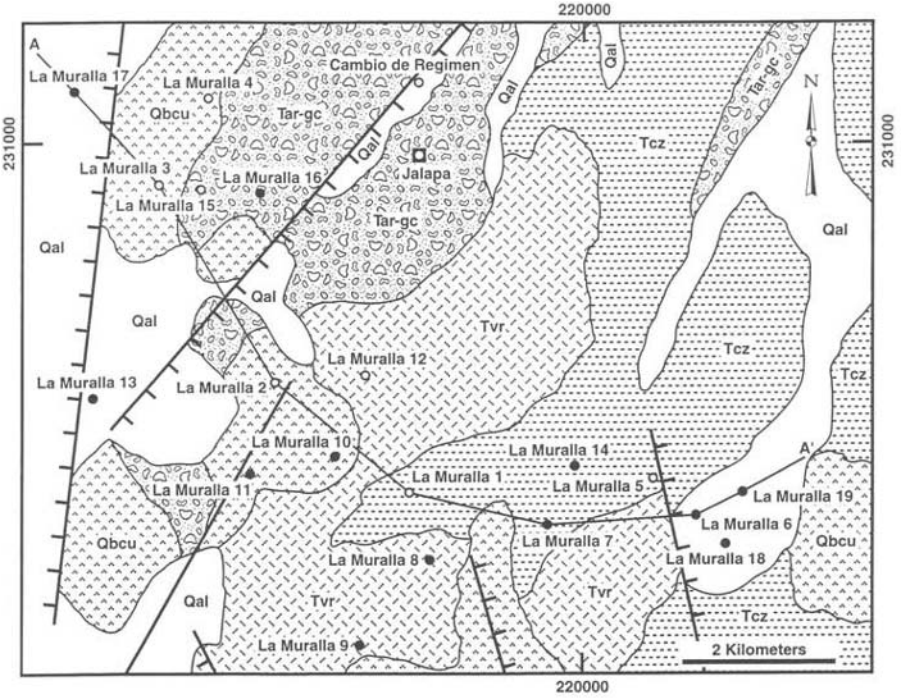 220000
A
La Muralla 17
Cambio de Regimen
La Muralla 4
Qal
Tar-gc
N
Qbcu
Tar-gc
Qal
231000
Qal
Tcz
231000
La Muralla 3
La Muralla 16
Jalapa
La Muralla 15
Tar-gc
Qal
Qal
Qal
Qal
Tvr
Tcz
La Muralla 12
Tcz
La Muralla 13
La Muralla 2
La Muralla 10
La Muralla 14
A'
La Muralla 1
La Muralla 5
La Muralla 11
La Muralla 19
La Muralla 6
La Muralla 7
Qbcu
Qbcu
La Muralla 8
La Muralla 18
Qal
Tvr
Tvr
Tcz
La Muralla 9
2 Kilometers
220000